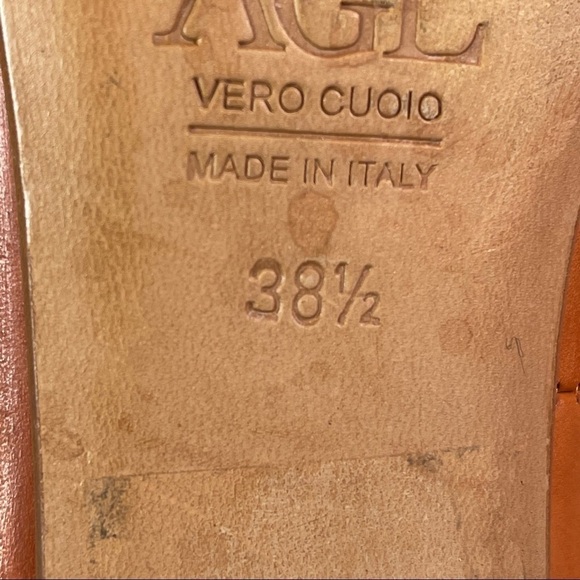 AGL
VERO CUOIO
MADE IN ITALY
38½